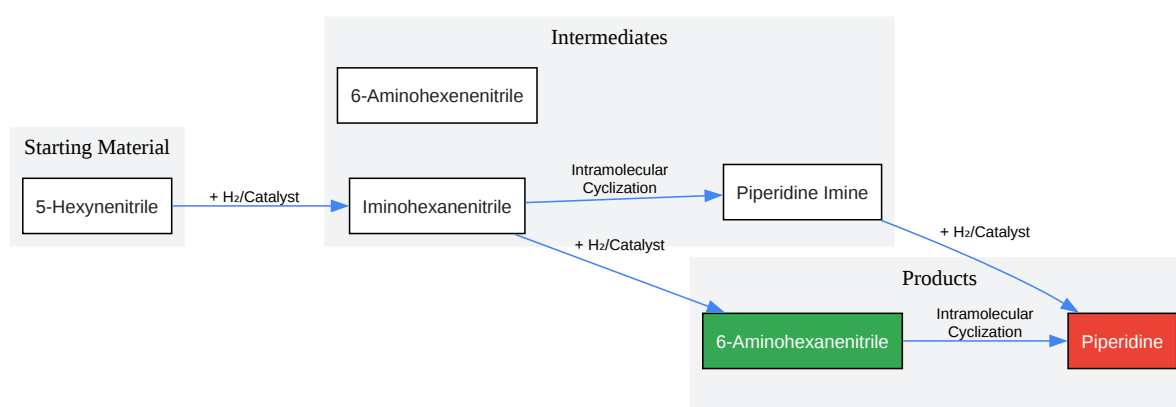 Intermediates
6-Aminohexenenitrile
Starting Material
5-Hexynenitrile
+ H₂/Catalyst
Iminohexanenitrile
Intramolecular
Cyclization
Piperidine Imine
+ H₂/Catalyst
+ H₂/Catalyst
Products
6-Aminohexanenitrile
Intramolecular
Cyclization
Piperidine